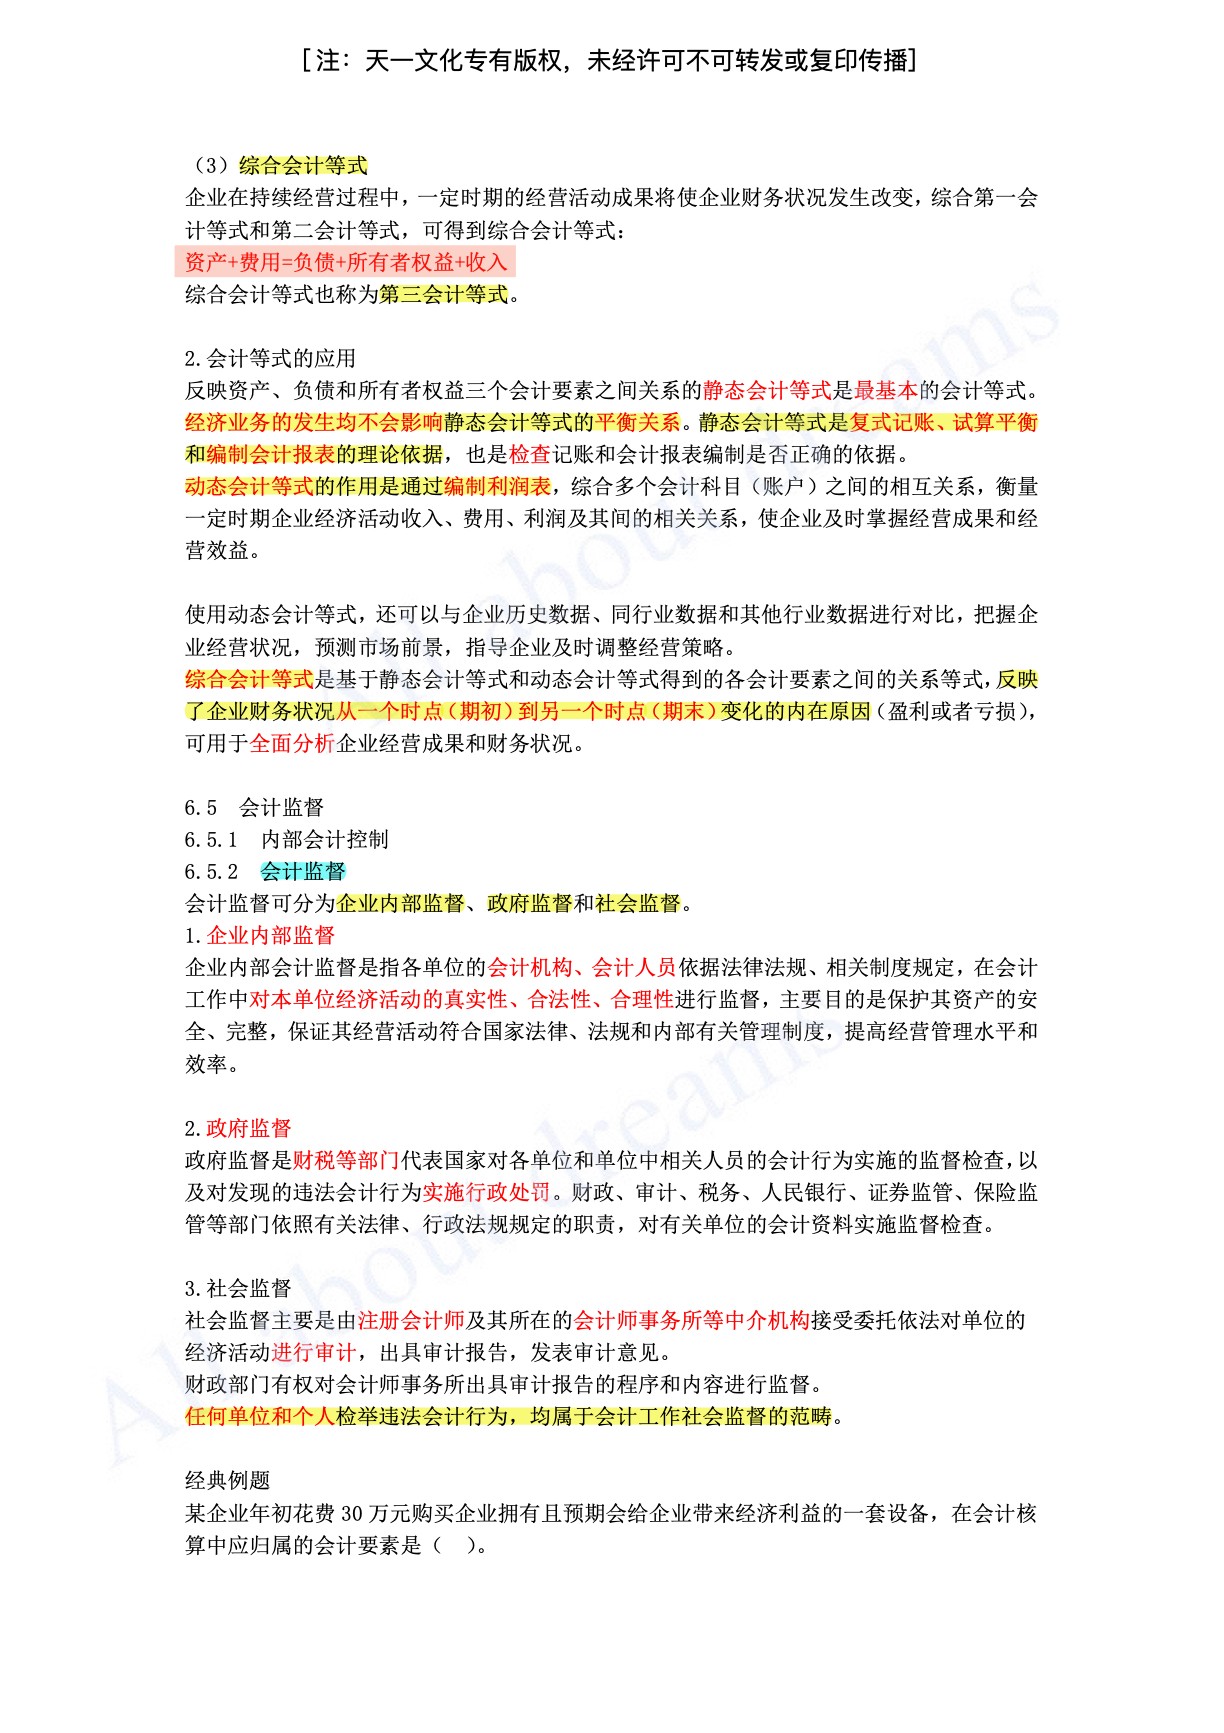 [注：天一文化专有版权，未经许可不可转发或复印传播]
（3）综合会计等式
企业在持续经营过程中，一定时期的经营活动成果将使企业财务状况发生改变，综合第一会
计等式和第二会计等式，可得到综合会计等式：
资产+费用=负债+所有者权益+收入
综合会计等式也称为第三会计等式。
2.会计等式的应用
反映资产、负债和所有者权益三个会计要素之间关系的静态会计等式是最基本的会计等式。
经济业务的发生均不会影响静态会计等式的平衡关系。静态会计等式是复式记账、试算平衡
和编制会计报表的理论依据，也是检查记账和会计报表编制是否正确的依据。
动态会计等式的作用是通过编制利润表，综合多个会计科目（账户）之间的相互关系，衡量
一定时期企业经济活动收入、费用、利润及其间的相关关系，使企业及时掌握经营成果和经
营效益。
使用动态会计等式，还可以与企业历史数据、同行业数据和其他行业数据进行对比，把握企
业经营状况，预测市场前景，指导企业及时调整经营策略。
综合会计等式是基于静态会计等式和动态会计等式得到的各会计要素之间的关系等式，反映
了企业财务状况从一个时点（期初）到另一个时点（期末）变化的内在原因（盈利或者亏损），
可用于全面分析企业经营成果和财务状况。
6.5　会计监督
6.5.1　内部会计控制
6.5.2　会计监督
会计监督可分为企业内部监督、政府监督和社会监督。
1.企业内部监督
企业内部会计监督是指各单位的会计机构、会计人员依据法律法规、相关制度规定，在会计
工作中对本单位经济活动的真实性、合法性、合理性进行监督，主要目的是保护其资产的安
全、完整，保证其经营活动符合国家法律、法规和内部有关管理制度，提高经营管理水平和
效率。
2.政府监督
政府监督是财税等部门代表国家对各单位和单位中相关人员的会计行为实施的监督检查，以
及对发现的违法会计行为实施行政处罚。财政、审计、税务、人民银行、证券监管、保险监
管等部门依照有关法律、行政法规规定的职责，对有关单位的会计资料实施监督检查。
3.社会监督
社会监督主要是由注册会计师及其所在的会计师事务所等中介机构接受委托依法对单位的
经济活动进行审计，出具审计报告，发表审计意见。
财政部门有权对会计师事务所出具审计报告的程序和内容进行监督。
任何单位和个人检举违法会计行为，均属于会计工作社会监督的范畴。
经典例题
某企业年初花费 30 万元购买企业拥有且预期会给企业带来经济利益的一套设备，在会计核
算中应归属的会计要素是（　）。
All about dreams
All about dreams